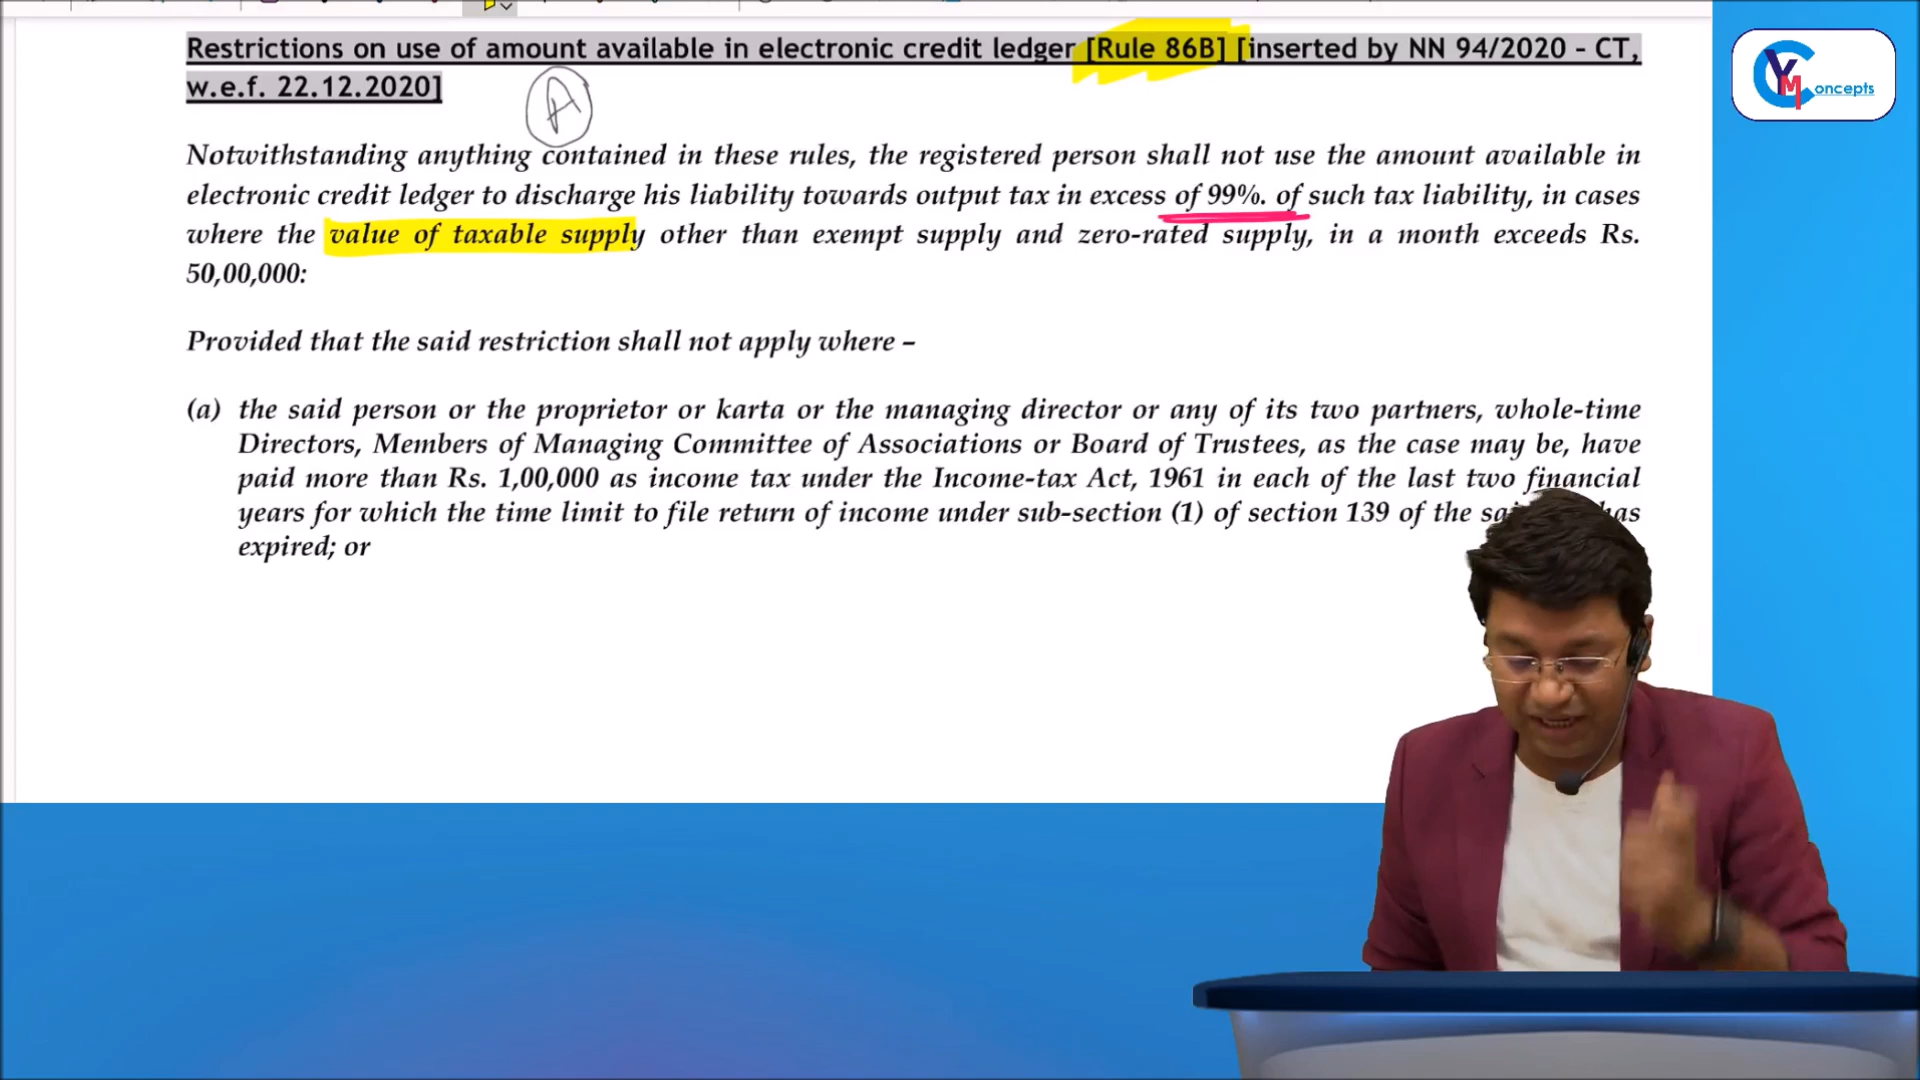 Restrictions on use of amount available in electronic credit ledger [Rule 86B] [inserted by NN 94/2020 - CT,
w.e.f. 22.12.2020]
A
Notwithstanding anything contained in these rules, the registered person shall not use the amount available in
electronic credit ledger to discharge his liability towards output tax in excess of 99%. of such tax liability, in cases
where the value of taxable supply other than exempt supply and zero-rated supply, in a month exceeds Rs.
50,00,000:
Provided that the said restriction shall not apply where –
(a) the said person or the proprietor or karta or the managing director or any of its two partners, whole-time
Directors, Members of Managing Committee of Associations or Board of Trustees, as the case may be, have
paid more than Rs. 1,00,000 as income tax under the Income-tax Act, 1961 in each of the last two financial
years for which the time limit to file return of income under sub-section (1) of section 139 of the has
expired; or
YM Concepts